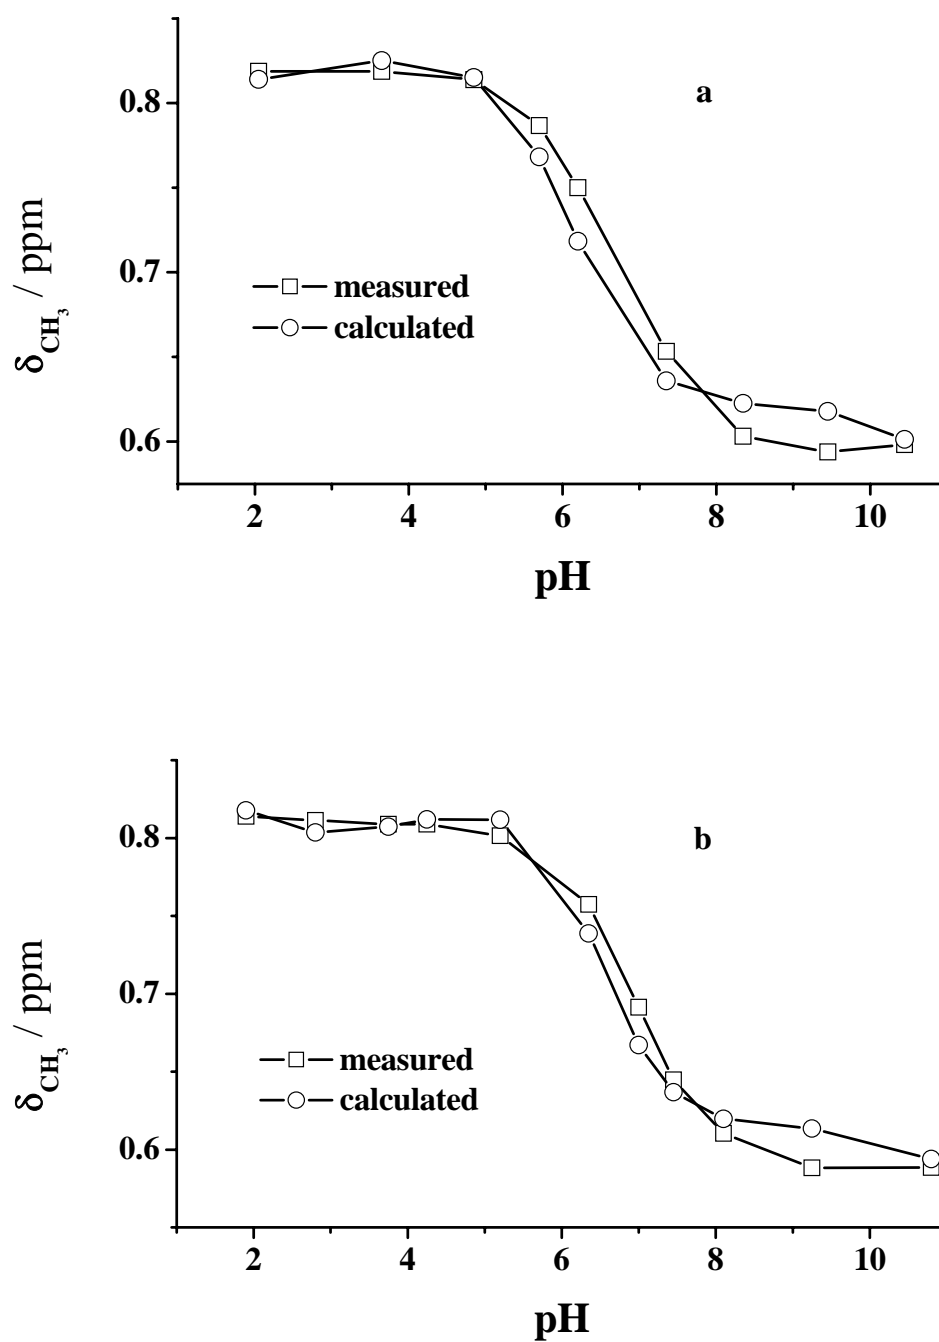 a
0.8
0.7
0.6
δCH₃ / ppm
measured
calculated
2 4 6 8 10
pH
b
0.8
0.7
0.6
δCH₃ / ppm
measured
calculated
2 4 6 8 10
pH